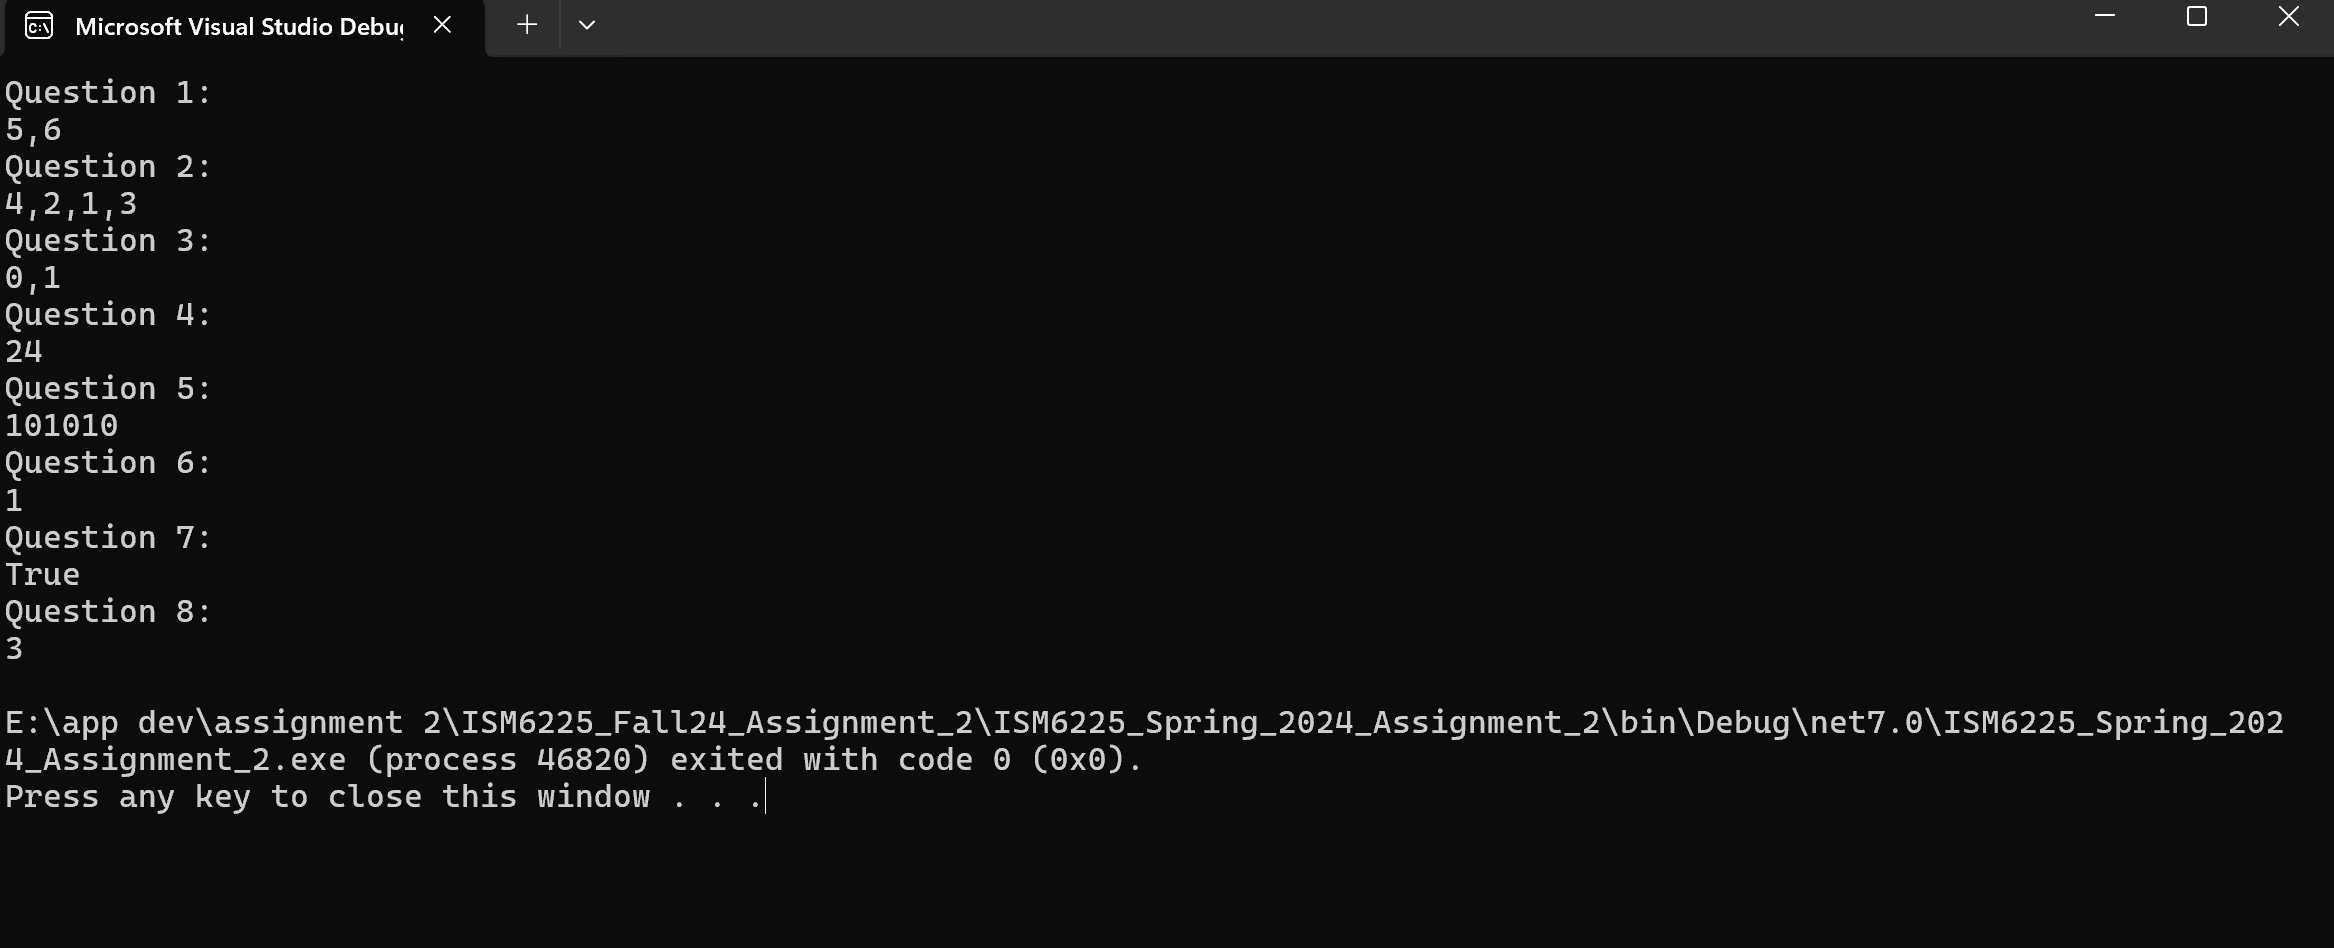 Microsoft Visual Studio Debu
Question 1:
5,6
Question 2:
4,2,1,3
Question 3:
0,1
Question 4:
24
Question 5:
101010
Question 6:
1
Question 7:
True
Question 8:
3
E:\app dev\assignment 2\ISM6225_Fall24_Assignment_2\ISM6225_Spring_2024_Assignment_2\bin\Debug\net7.0\ISM6225_Spring_202
4_Assignment_2.exe (process 46820) exited with code 0 (0x0).
Press any key to close this window . . .